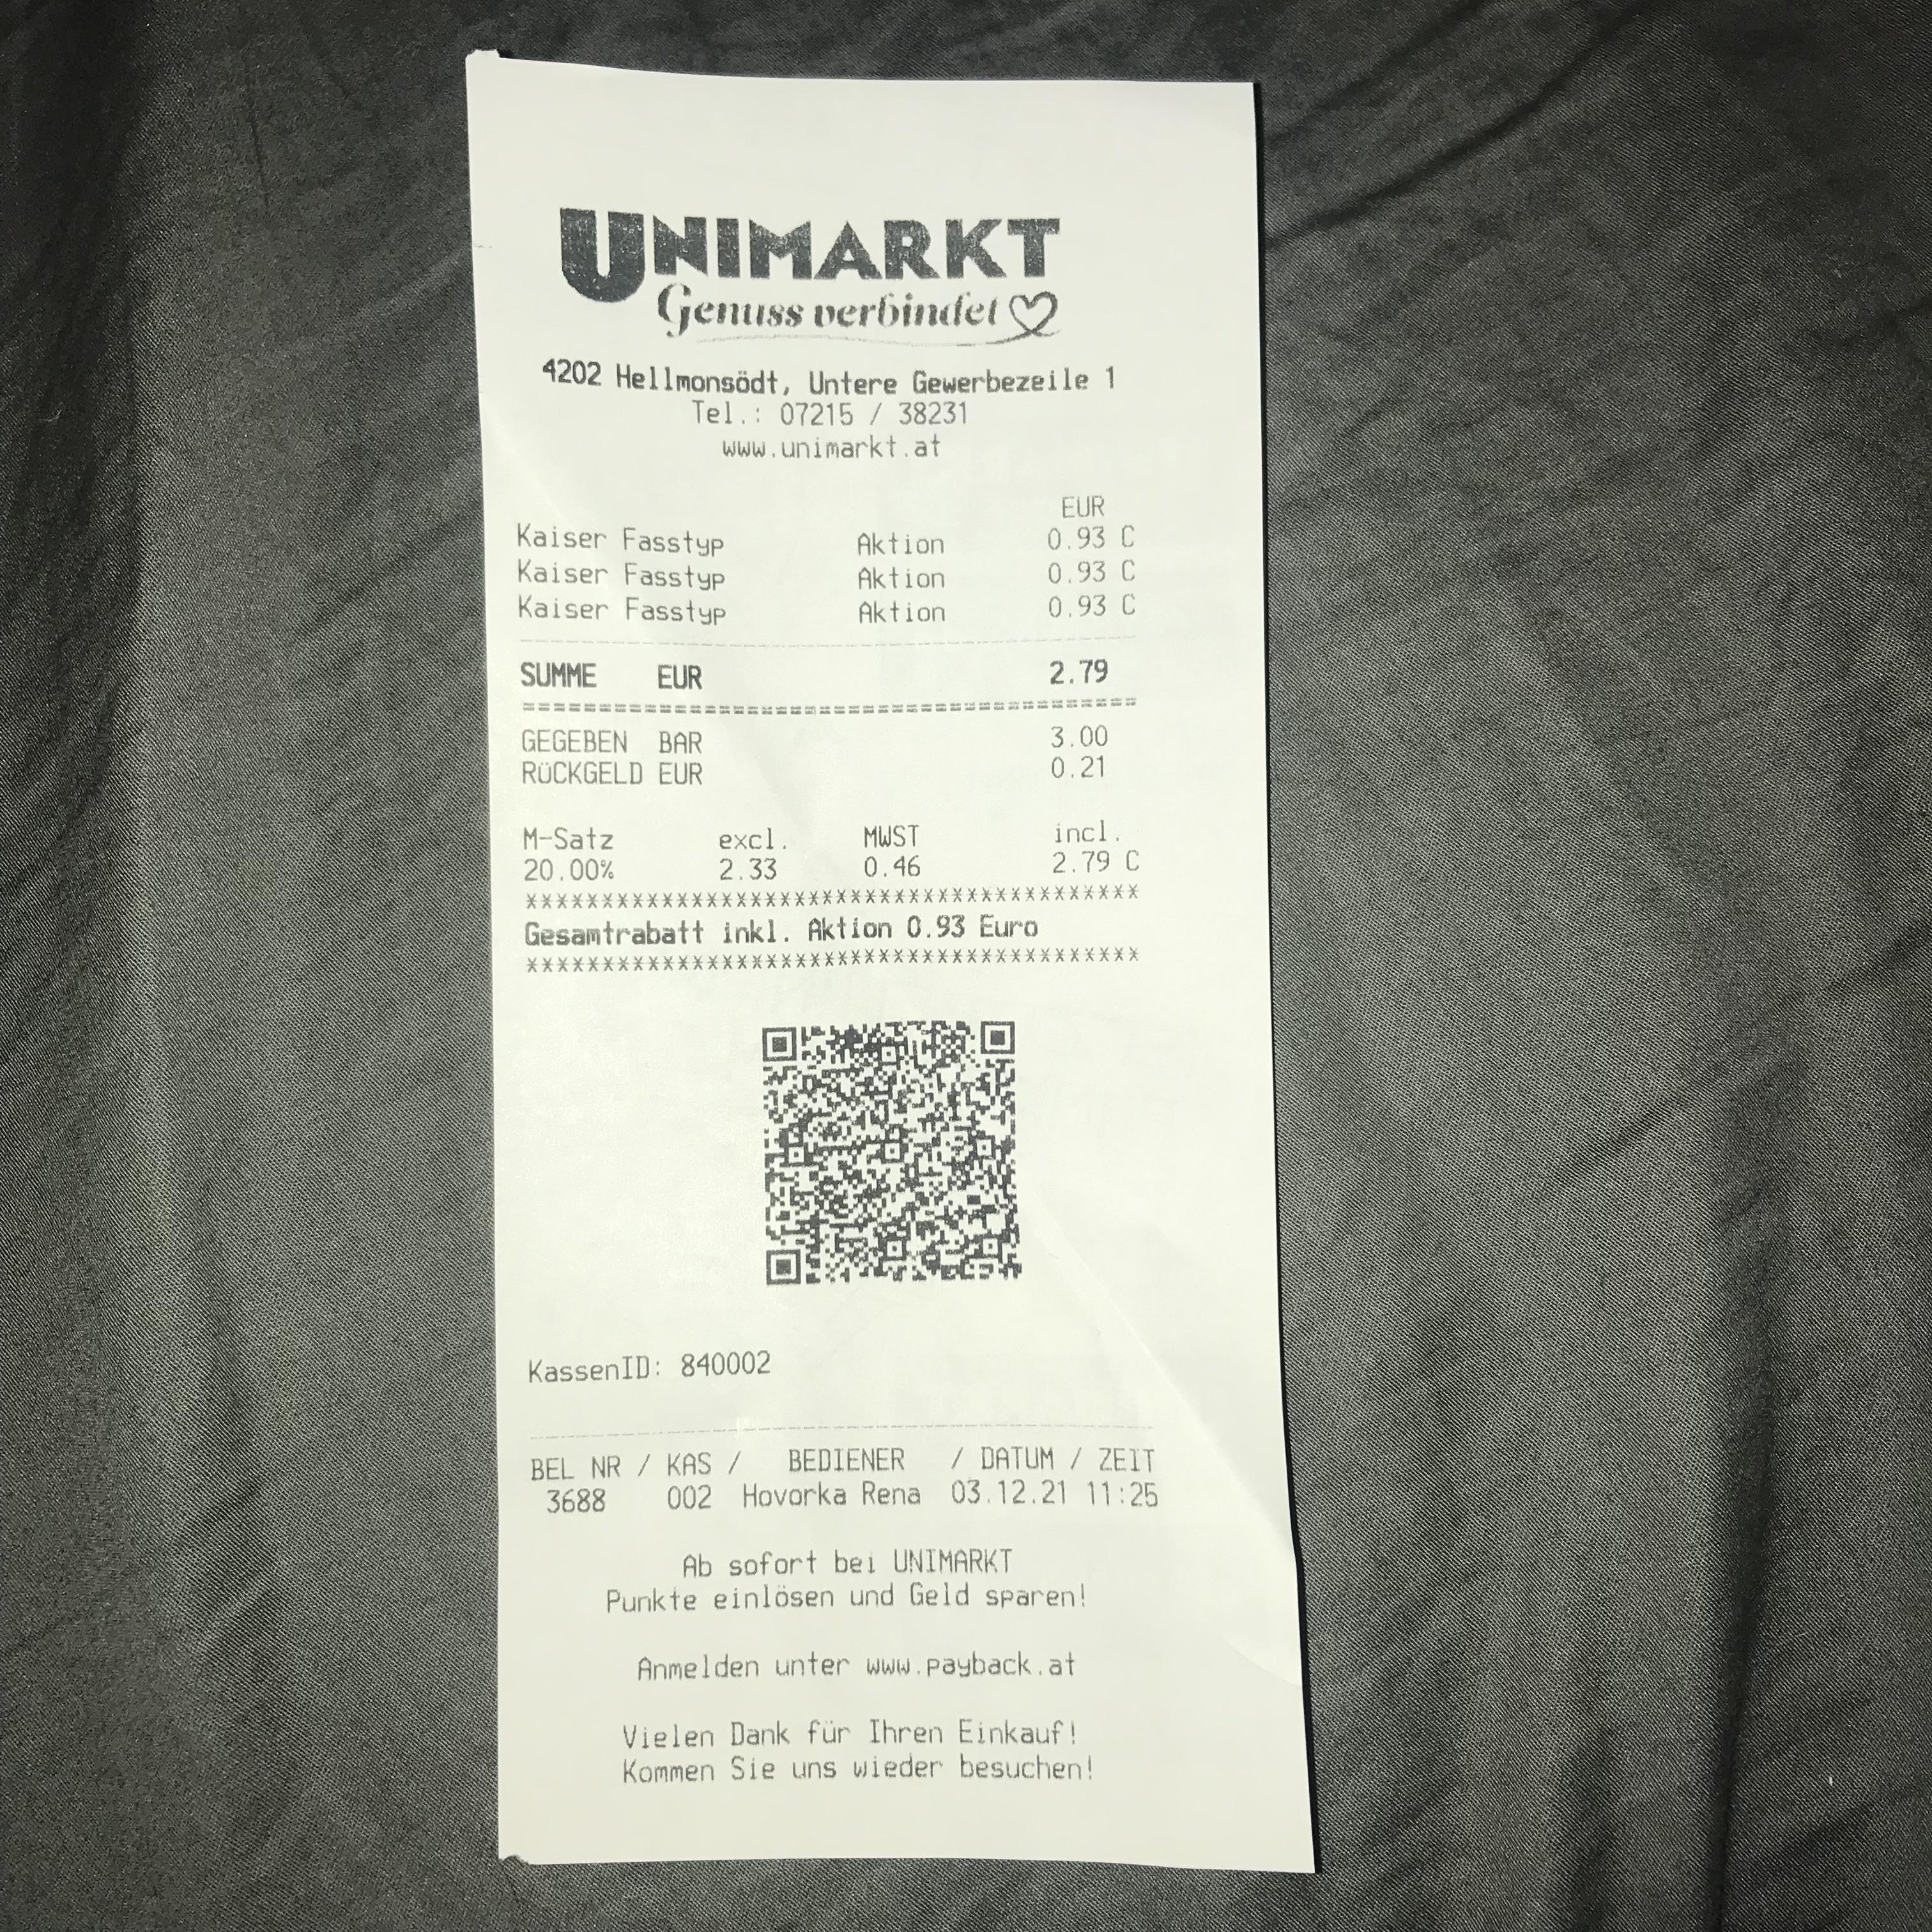 UNIMARKT
Genuss verbindet
4202 Hellmonsödt, Untere Gewerbezeile 1
Tel.: 07215 / 38231
www.unimarkt.at
EUR
Kaiser Fasstyp Aktion 0.93 C
Kaiser Fasstyp Aktion 0.93 C
Kaiser Fasstyp Aktion 0.93 C
SUMME EUR 2.79
GEGEBEN BAR 3.00
RÜCKGELD EUR 0.21
M-Satz excl. MWST incl.
20.00% 2.33 0.46 2.79 C
*****************************************
Gesamtrabatt inkl. Aktion 0.93 Euro
*****************************************
KassenID: 840002
BEL NR / KAS / BEDIENER / DATUM / ZEIT
3688 002 Hovorka Rena 03.12.21 11:25
Ab sofort bei UNIMARKT
Punkte einlösen und Geld sparen!
Anmelden unter www.payback.at
Vielen Dank für Ihren Einkauf!
Kommen Sie uns wieder besuchen!